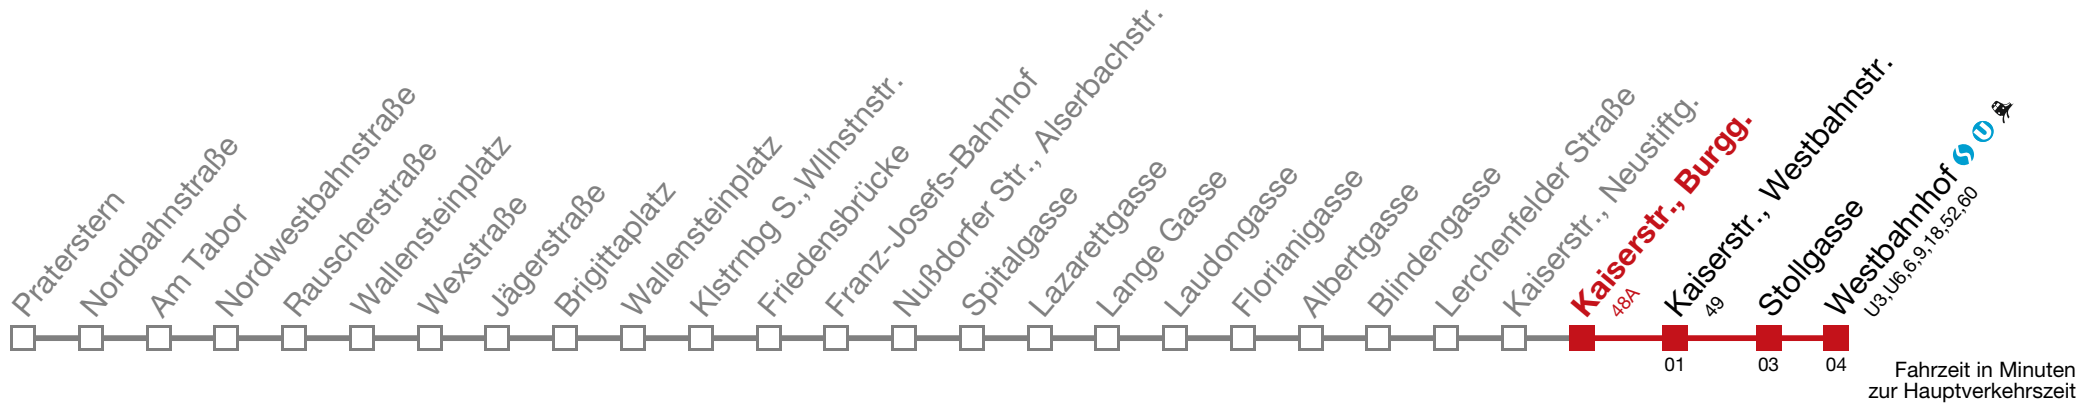 Praterstern
Nordbahnstraße
Am Tabor
Nordwestbahnstraße
Rauscherstraße
Wallensteinplatz
Wexstraße
Jägerstraße
Brigittaplatz
Wallensteinplatz
Klstrnbg S., Wllnstnstr.
Friedensbrücke
Franz-Josefs-Bahnhof
Nußdorfer Str., Alserbachstr.
Spitalgasse
Lazarettgasse
Lange Gasse
Laudongasse
Florianigasse
Albertgasse
Blindengasse
Lerchenfelder Straße
Kaiserstr., Neustiftg.
Kaiserstr., Burgg.
48A
Kaiserstr., Westbahnstr.
49
Stollgasse
Westbahnhof S U
U3,U6,6,9,18,52,60
01
03
04
Fahrzeit in Minuten
zur Hauptverkehrszeit